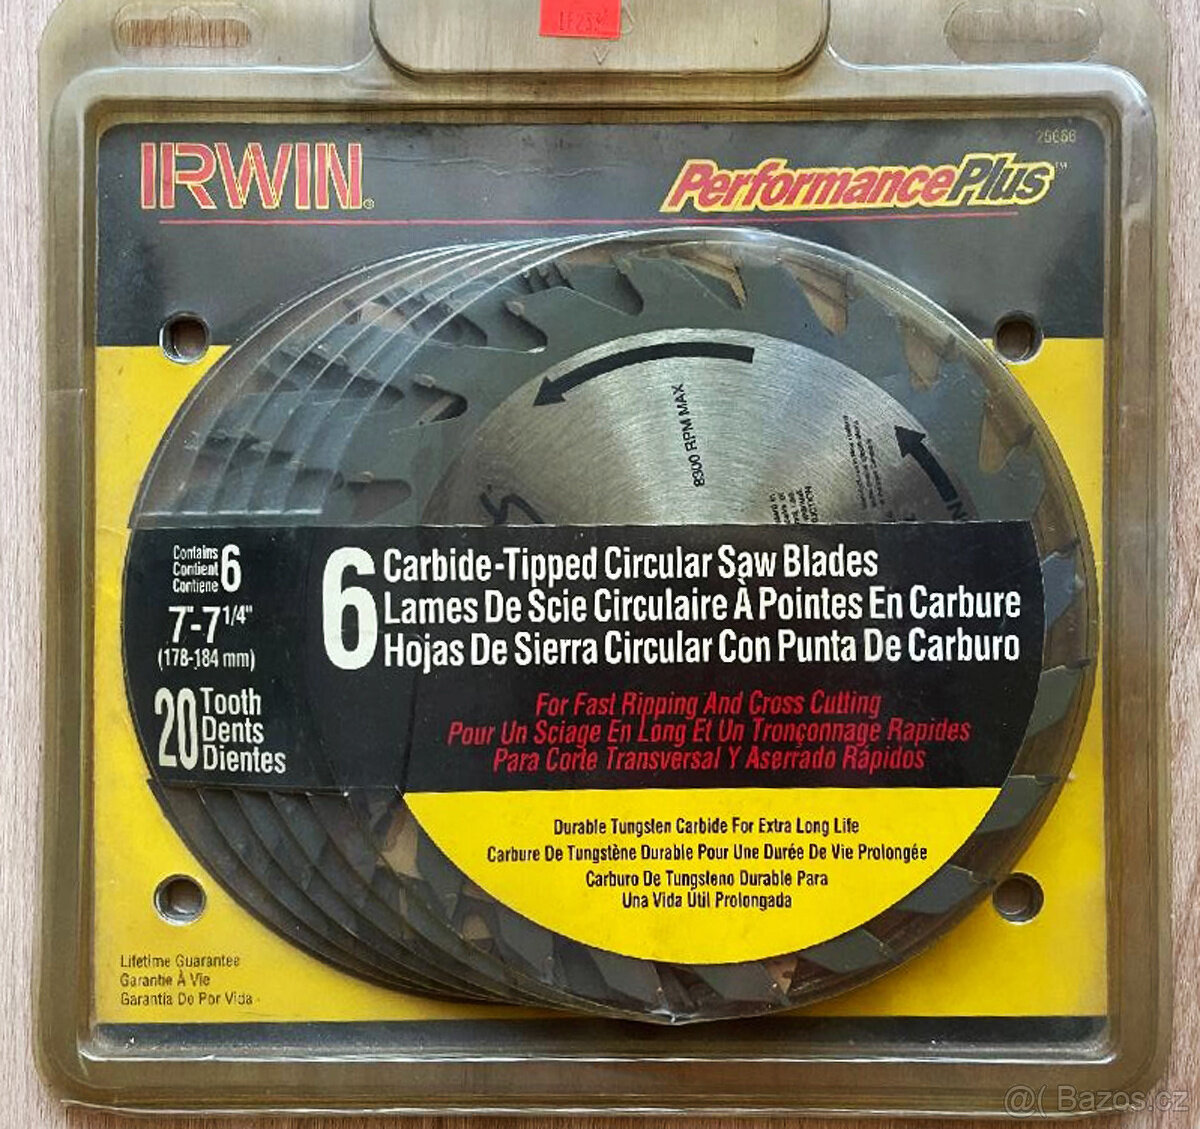 IRWIN®
PerformancePlus™
25666
8300 RPM MAX
Contains
Contient
Contiene
6
7"-7 1/4"
(178-184 mm)
20 Tooth
Dents
Dientes
6 Carbide-Tipped Circular Saw Blades
Lames De Scie Circulaire À Pointes En Carbure
Hojas De Sierra Circular Con Punta De Carburo
For Fast Ripping And Cross Cutting
Pour Un Sciage En Long Et Un Tronçonnage Rapides
Para Corte Transversal Y Aserrado Rápidos
Durable Tungsten Carbide For Extra Long Life
Carbure De Tungstène Durable Pour Une Durée De Vie Prolongée
Carburo De Tungsteno Durable Para
Una Vida Útil Prolongada
Lifetime Guarantee
Garantie À Vie
Garantía De Por Vida
@( Bazos.cz